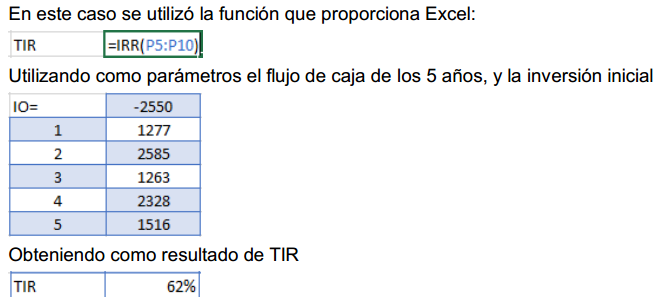 En este caso se utilizó la función que proporciona Excel:
TIR =IRR(P5:P10)
Utilizando como parámetros el flujo de caja de los 5 años, y la inversión inicial
IO= -2550
1 1277
2 2585
3 1263
4 2328
5 1516
Obteniendo como resultado de TIR
TIR 62%